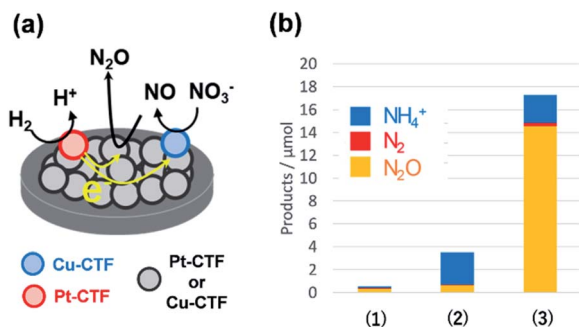 (a)
N₂O
H⁺
NO
NO₃⁻
H₂
e
Cu-CTF
Pt-CTF
Pt-CTF
or
Cu-CTF
(b)
Products / μmol
20
18
16
14
12
10
8
6
4
2
0
NH₄⁺
N₂
N₂O
(1)
(2)
(3)